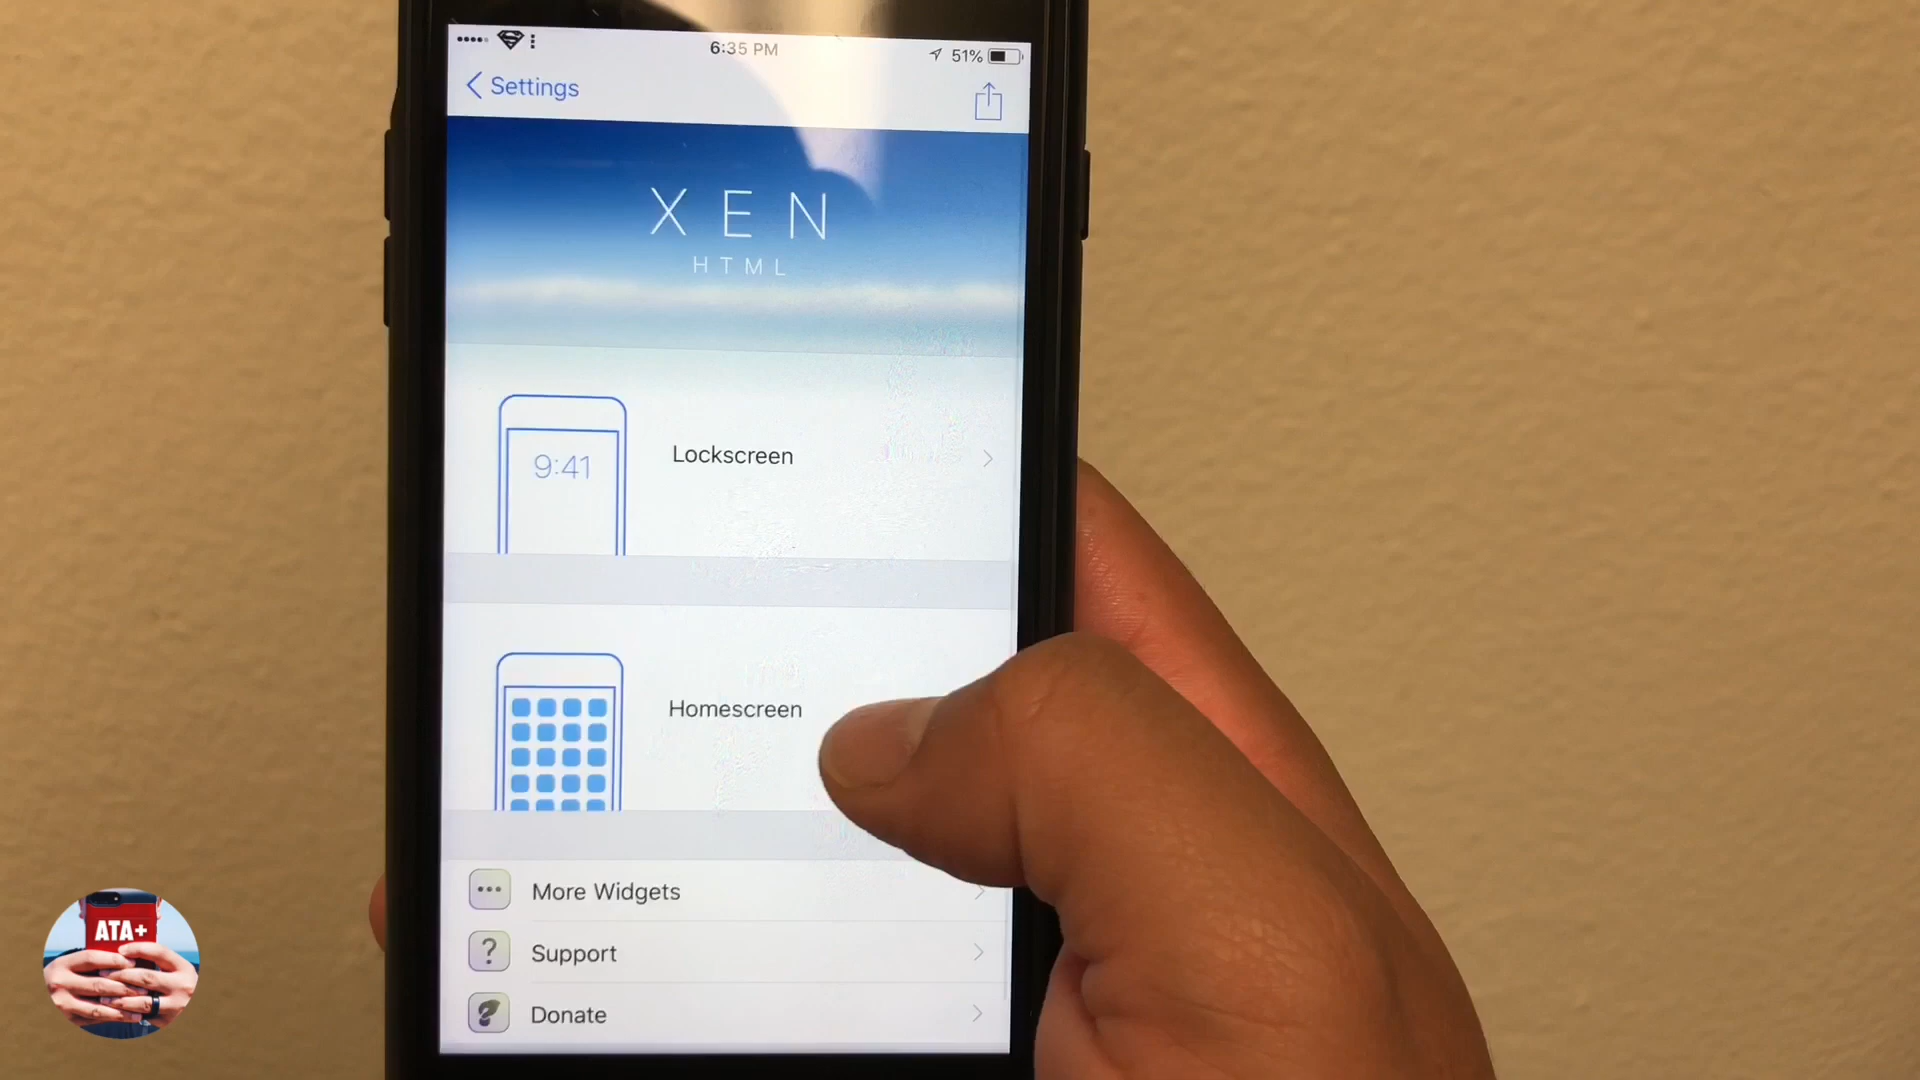 6:35 PM
51%
Settings
XEN
HTML
9:41
Lockscreen
Homescreen
More Widgets
? Support
Donate
ATA+